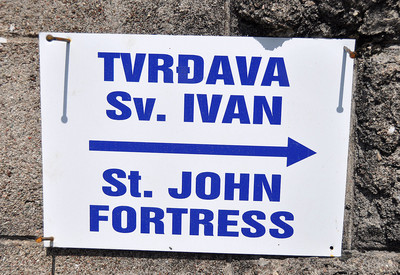 TVRĐAVA
Sv. IVAN
St. JOHN
FORTRESS